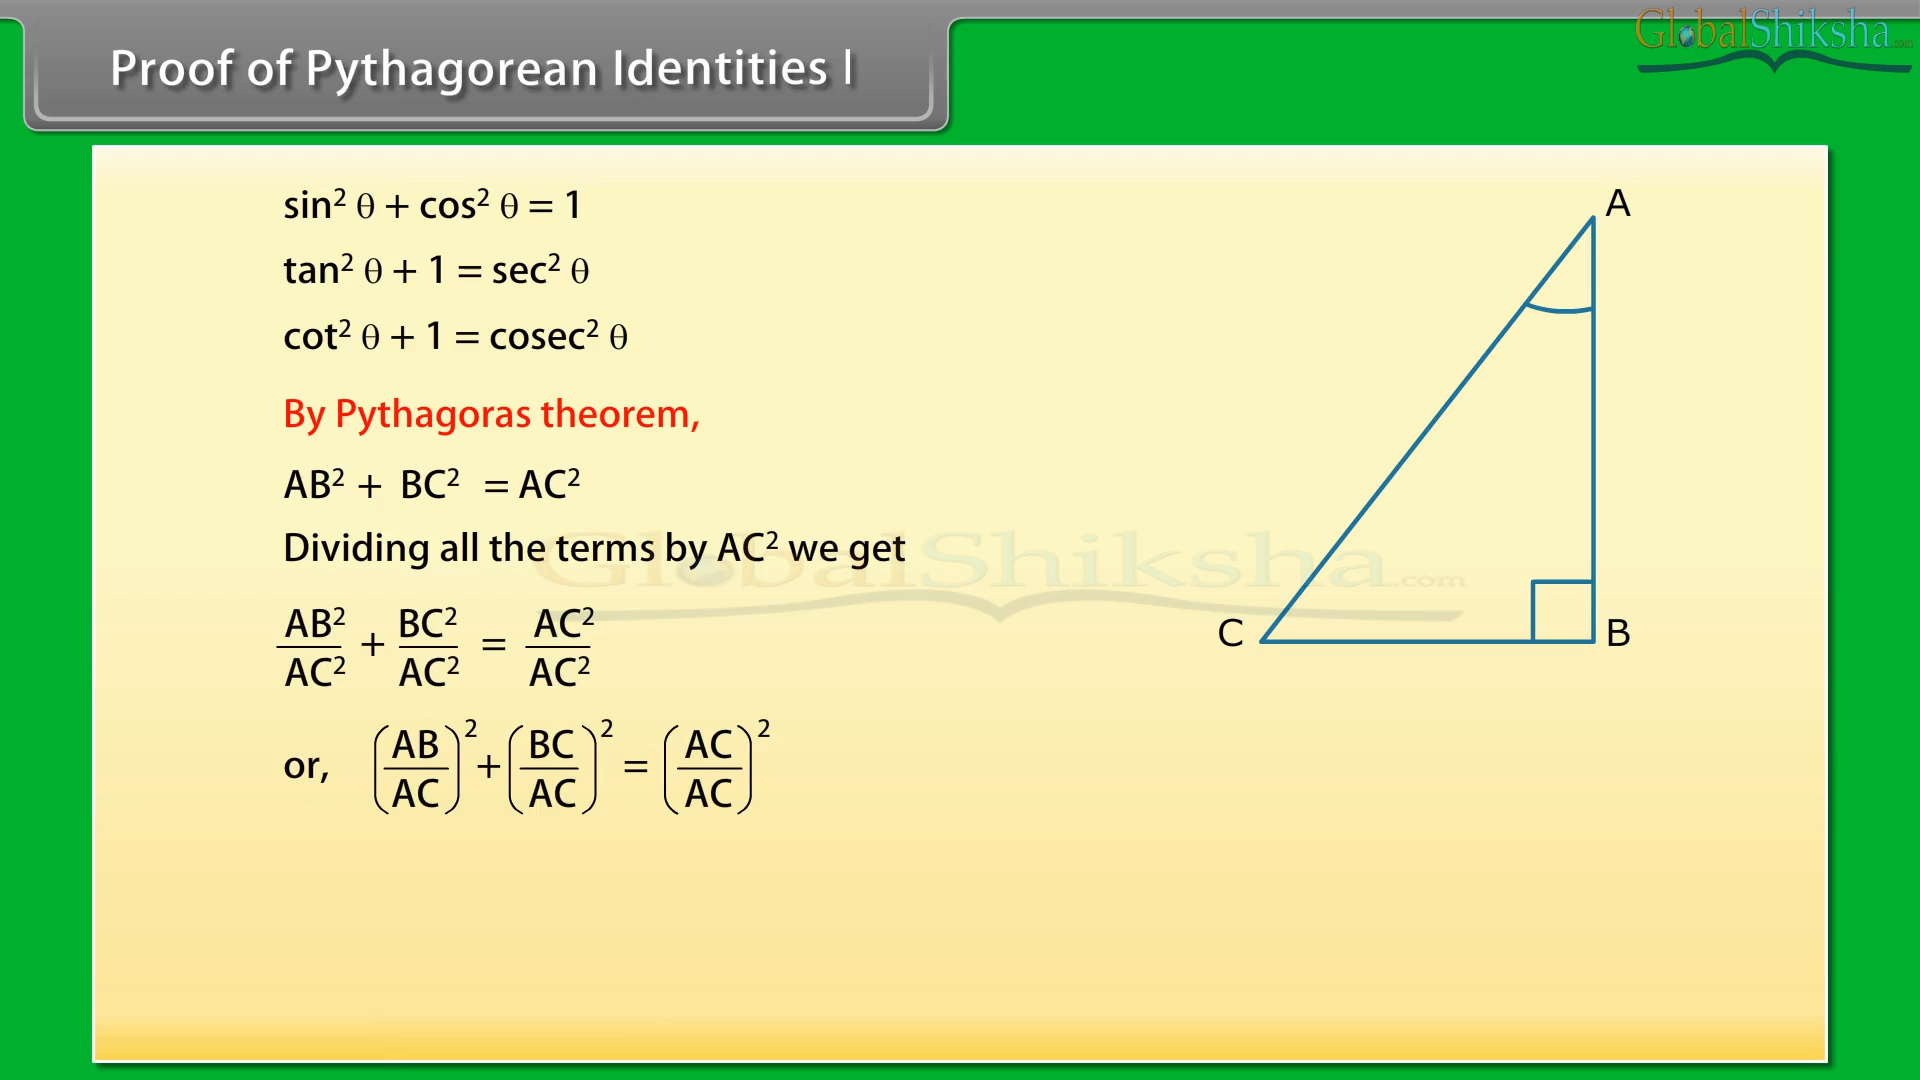 Proof of Pythagorean Identities I
GlobalShiksha.com
sin² θ + cos² θ = 1
tan² θ + 1 = sec² θ
cot² θ + 1 = cosec² θ
By Pythagoras theorem,
AB² + BC² = AC²
Dividing all the terms by AC² we get
AB²/AC² + BC²/AC² = AC²/AC²
or, (AB/AC)² + (BC/AC)² = (AC/AC)²
A
C
B
GlobalShiksha.com